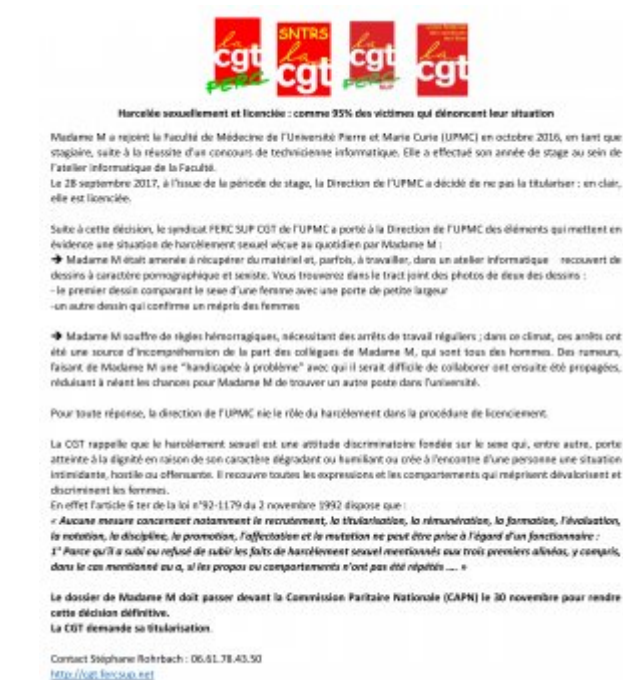 la
cgt
FERC
SNTRS
la
cgt
la
cgt
FERC
SUP
la
cgt
Harcelée sexuellement et licenciée : comme 95% des victimes qui dénoncent leur situation
Madame M a rejoint la Faculté de Médecine de l'Université Pierre et Marie Curie (UPMC) en octobre 2016, en tant que
stagiaire, suite à la réussite d'un concours de technicienne informatique. Elle a effectué son année de stage au sein de
l'atelier informatique de la Faculté.
Le 28 septembre 2017, à l'issue de la période de stage, la Direction de l'UPMC a décidé de ne pas la titulariser : en clair,
elle est licenciée.
Suite à cette décision, le syndicat FERC SUP CGT de l'UPMC a porté à la Direction de l'UPMC des éléments qui mettent en
évidence une situation de harcèlement sexuel vécue au quotidien par Madame M :
➔ Madame M était amenée à récupérer du matériel et, parfois, à travailler, dans un atelier informatique recouvert de
dessins à caractère pornographique et sexiste. Vous trouverez dans le tract joint des photos de deux des dessins :
- le premier dessin comparant le sexe d'une femme avec une porte de petite largeur
-un autre dessin qui confirme un mépris des femmes
➔ Madame M souffre de règles hémorragiques, nécessitant des arrêts de travail réguliers ; dans ce climat, ces arrêts ont
été une source d'incompréhension de la part des collègues de Madame M, qui sont tous des hommes. Des rumeurs,
faisant de Madame M une "handicapée à problème" avec qui il serait difficile de collaborer ont ensuite été propagées,
réduisant à néant les chances pour Madame M de trouver un autre poste dans l'université.
Pour toute réponse, la direction de l'UPMC nie le rôle du harcèlement dans la procédure de licenciement.
La CGT rappelle que le harcèlement sexuel est une attitude discriminatoire fondée sur le sexe qui, entre autre, porte
atteinte à la dignité en raison de son caractère dégradant ou humiliant ou crée à l'encontre d'une personne une situation
intimidante, hostile ou offensante. Il recouvre toutes les expressions et les comportements qui méprisent dévalorisent et
discriminent les femmes.
En effet l'article 6 ter de la loi n°92-1179 du 2 novembre 1992 dispose que :
« Aucune mesure concernant notamment le recrutement, la titularisation, la rémunération, la formation, l'évaluation,
la notation, la discipline, la promotion, l'affectation et la mutation ne peut être prise à l'égard d'un fonctionnaire :
1° Parce qu'il a subi ou refusé de subir les faits de harcèlement sexuel mentionnés aux trois premiers alinéas, y compris,
dans le cas mentionné au a, si les propos ou comportements n'ont pas été répétés .... »
Le dossier de Madame M doit passer devant la Commission Paritaire Nationale (CAPN) le 30 novembre pour rendre
cette décision définitive.
La CGT demande sa titularisation.
Contact Stéphane Rohrbach : 06.61.78.43.50
http://cgt.fercsup.net